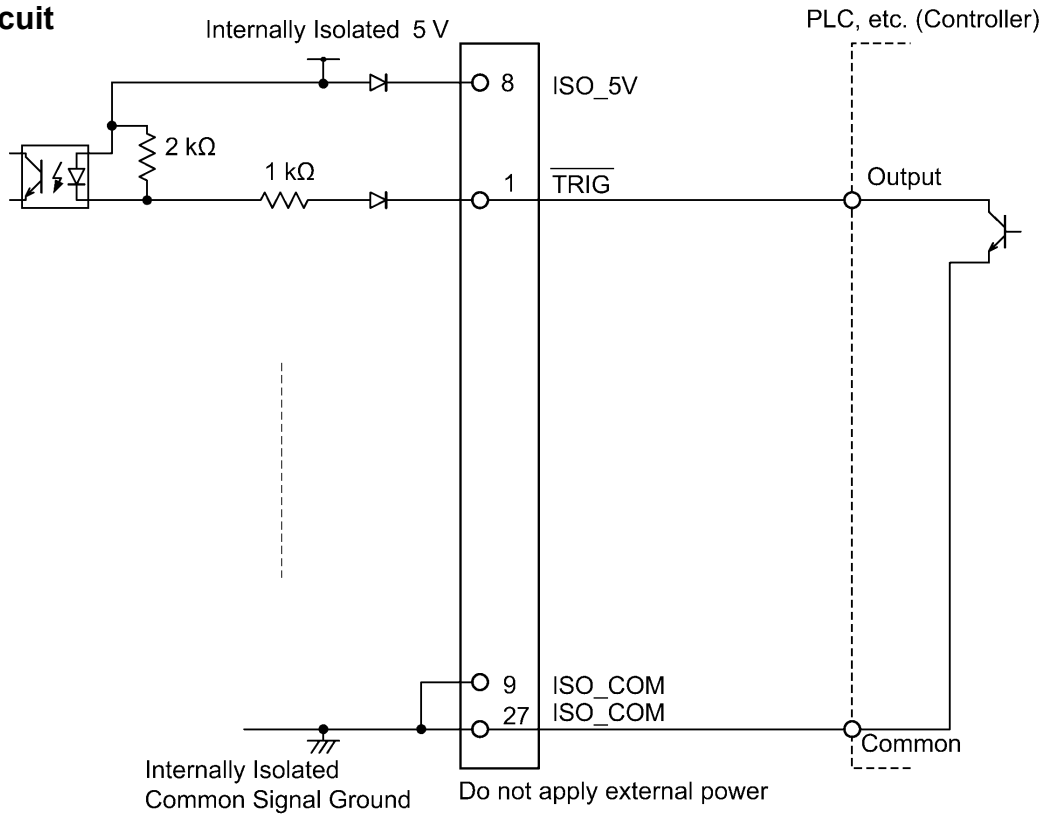 cuit
PLC, etc. (Controller)
Internally Isolated 5 V
8 ISO_5V
2 kΩ
1 kΩ
1 TRIG
Output
9 ISO_COM
27 ISO_COM
Common
Internally Isolated
Common Signal Ground
Do not apply external power